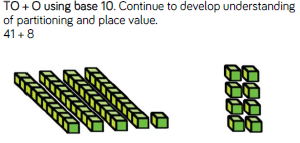 TO + O using base 10. Continue to develop understanding
of partitioning and place value.
41 + 8